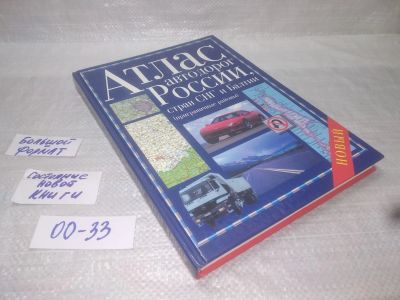 АТЛАС
автодорог
РОССИИ,
стран СНГ и Балтии
(приграничные районы)
НОВЫЙ
БОЛЬШОЙ
ФОРМАТ
Состояние
новой
книги
00-33